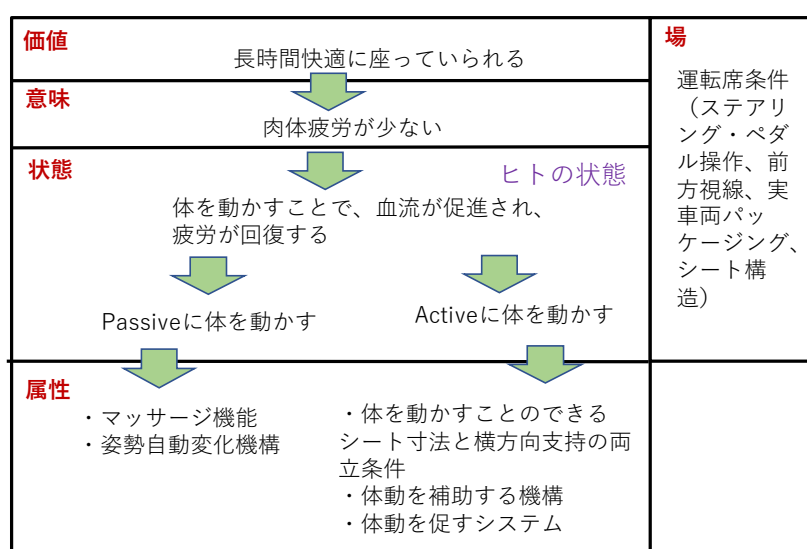 価値
長時間快適に座っていられる
意味
肉体疲労が少ない
状態
ヒトの状態
体を動かすことで、血流が促進され、
疲労が回復する
Passiveに体を動かす
Activeに体を動かす
属性
・マッサージ機能
・姿勢自動変化機構
・体を動かすことのできる
シート寸法と横方向支持の両
立条件
・体動を補助する機構
・体動を促すシステム
場
運転席条件
（ステアリ
ング・ペダ
ル操作、前
方視線、実
車両パッ
ケージング、
シート構
造）